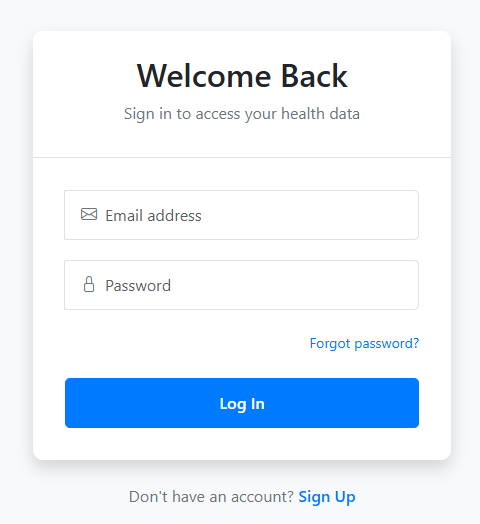 Welcome Back
Sign in to access your health data
Email address
Password
Forgot password?
Log In
Don't have an account? Sign Up